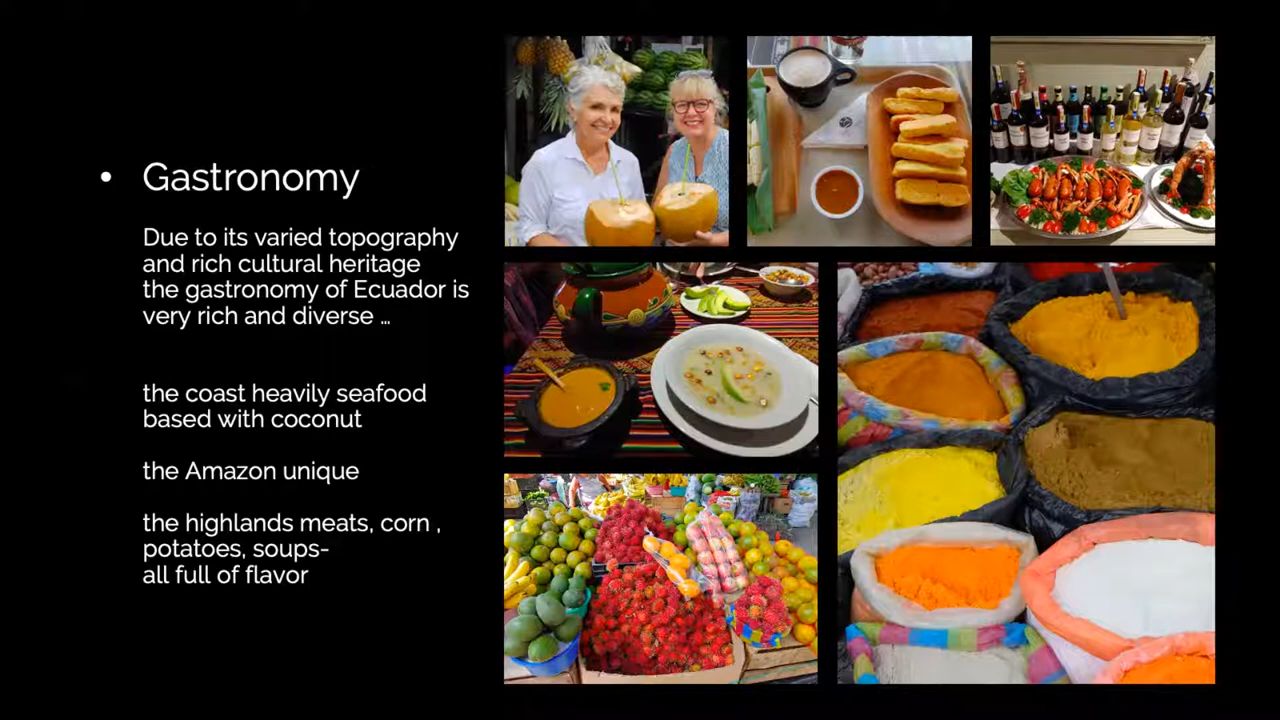 • Gastronomy
Due to its varied topography
and rich cultural heritage
the gastronomy of Ecuador is
very rich and diverse …
the coast heavily seafood
based with coconut
the Amazon unique
the highlands meats, corn ,
potatoes, soups-
all full of flavor